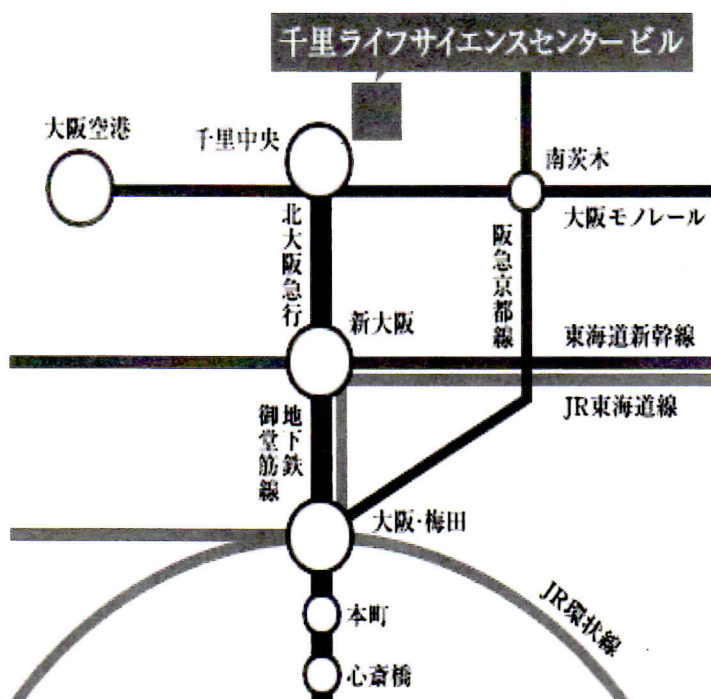 千里ライフサイエンスセンタービル
大阪空港
千里中央
南茨木
大阪モノレール
北大阪急行
阪急京都線
新大阪
東海道新幹線
JR東海道線
地下鉄
御堂筋線
大阪・梅田
JR環状線
本町
心斎橋